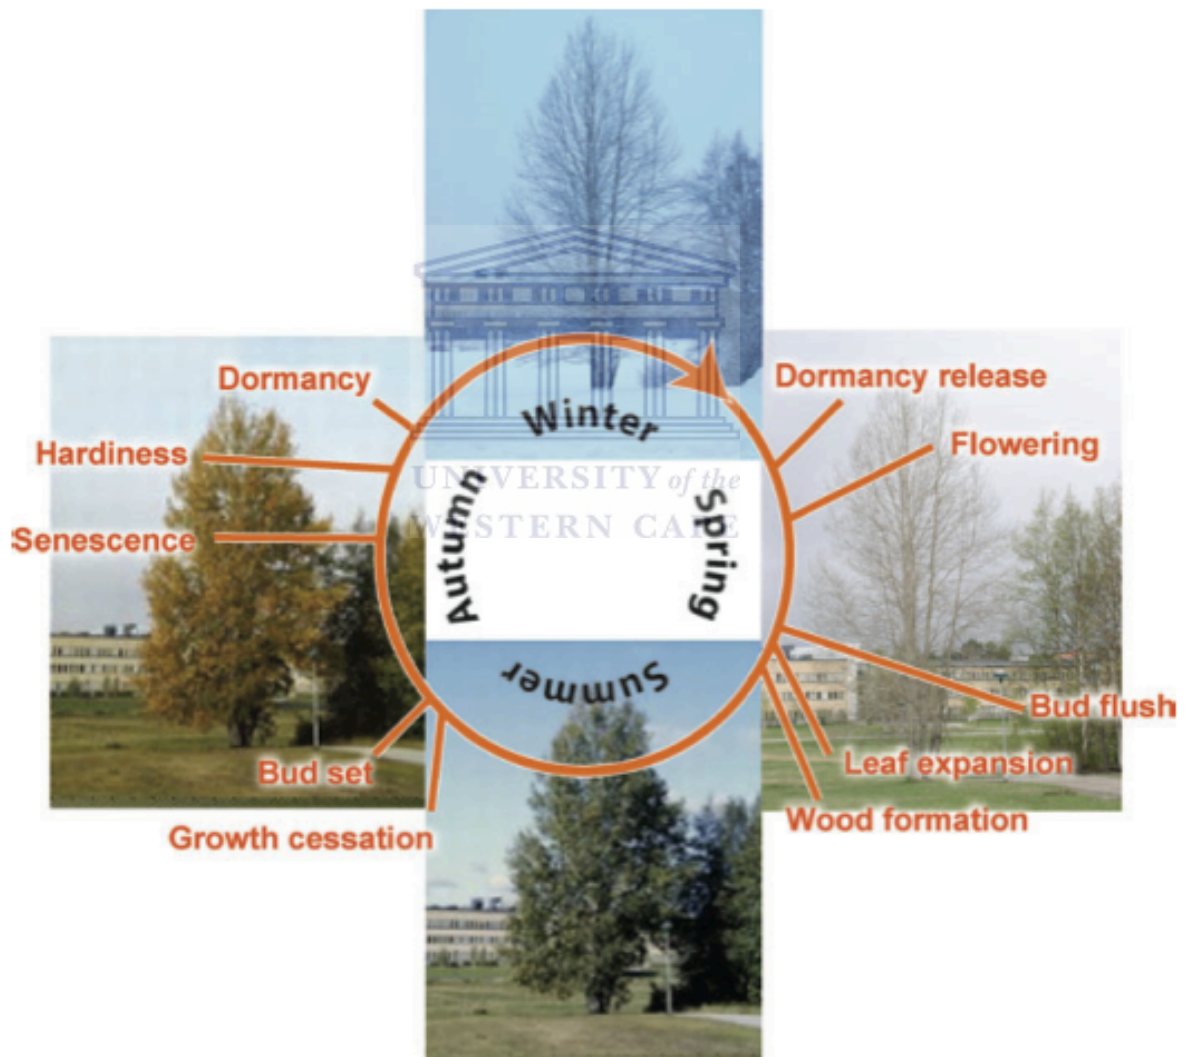 Dormancy
Dormancy release
Winter
Hardiness
Flowering
UNIVERSITY of the
WESTERN CAPE
Autumn
Spring
Senescence
Summer
Bud set
Bud flush
Leaf expansion
Growth cessation
Wood formation